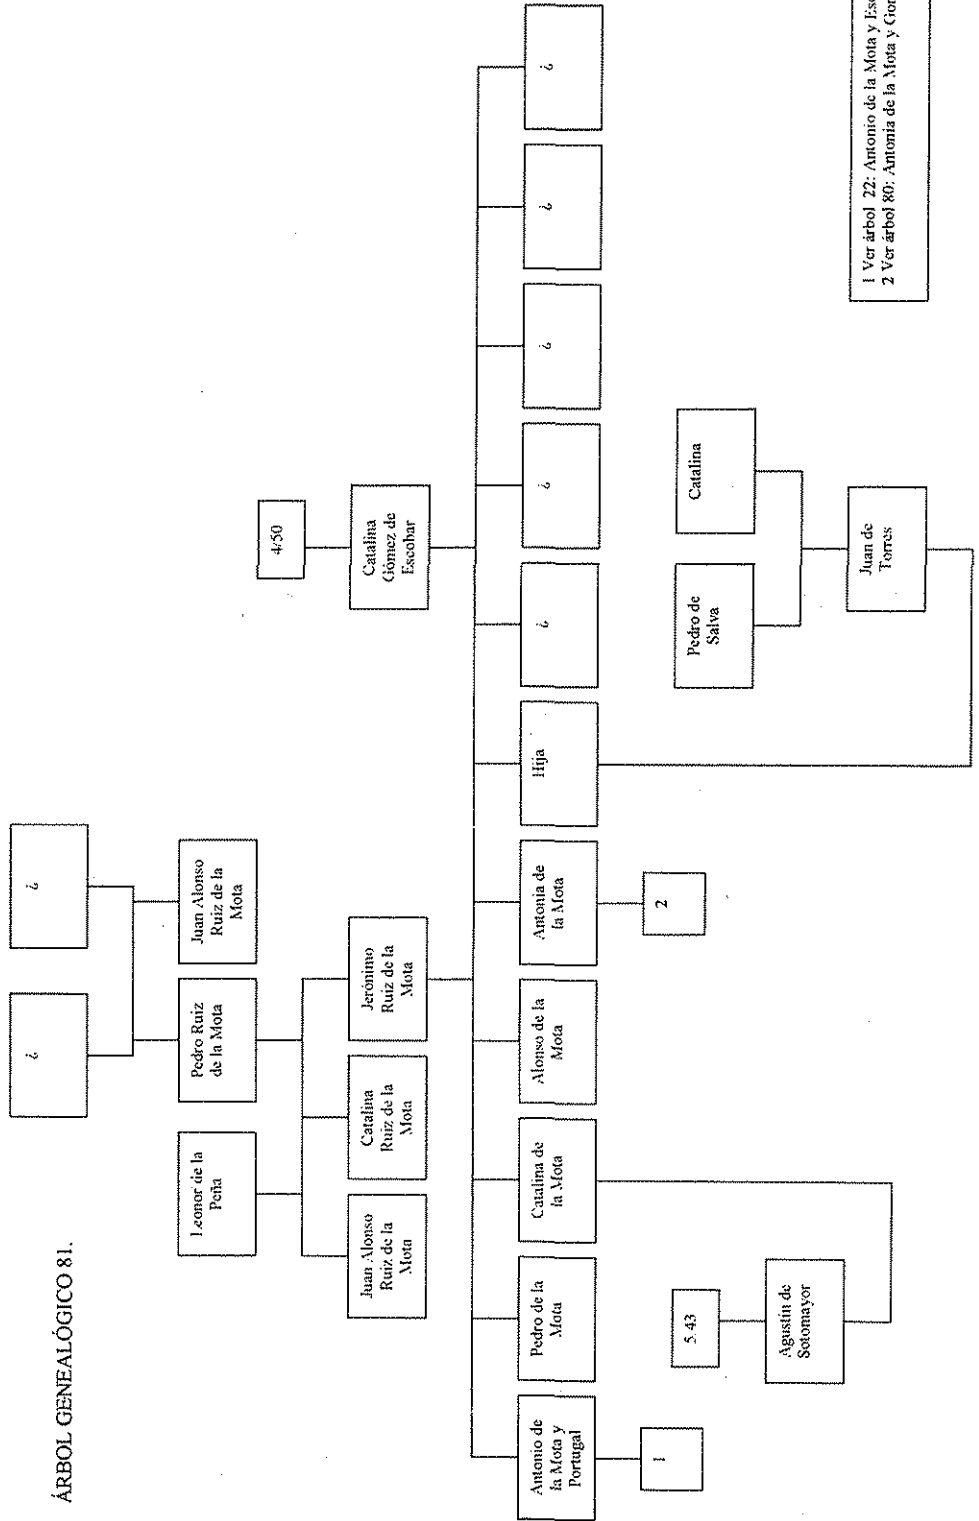 ÁRBOL GENEALÓGICO 81.
¿
¿
Leonor de la
Peña
Pedro Ruiz
de la Mota
Juan Alonso
Ruiz de la
Mota
4/50
Juan Alonso
Ruiz de la
Mota
Catalina
Ruiz de la
Mota
Jerónimo
Ruiz de la
Mota
Catalina
Gómez de
Escobar
Antonio de
la Mota y
Portugal
Pedro de la
Mota
Catalina de
la Mota
Alonso de la
Mota
Antonia de
la Mota
Hija
¿
¿
¿
¿
¿
1
5.43
2
Pedro de
Salva
Catalina
Agustín de
Sotomayor
Juan de
Torres
1 Ver árbol 22: Antonio de la Mota y
2 Ver árbol 80: Antonia de la Mota y